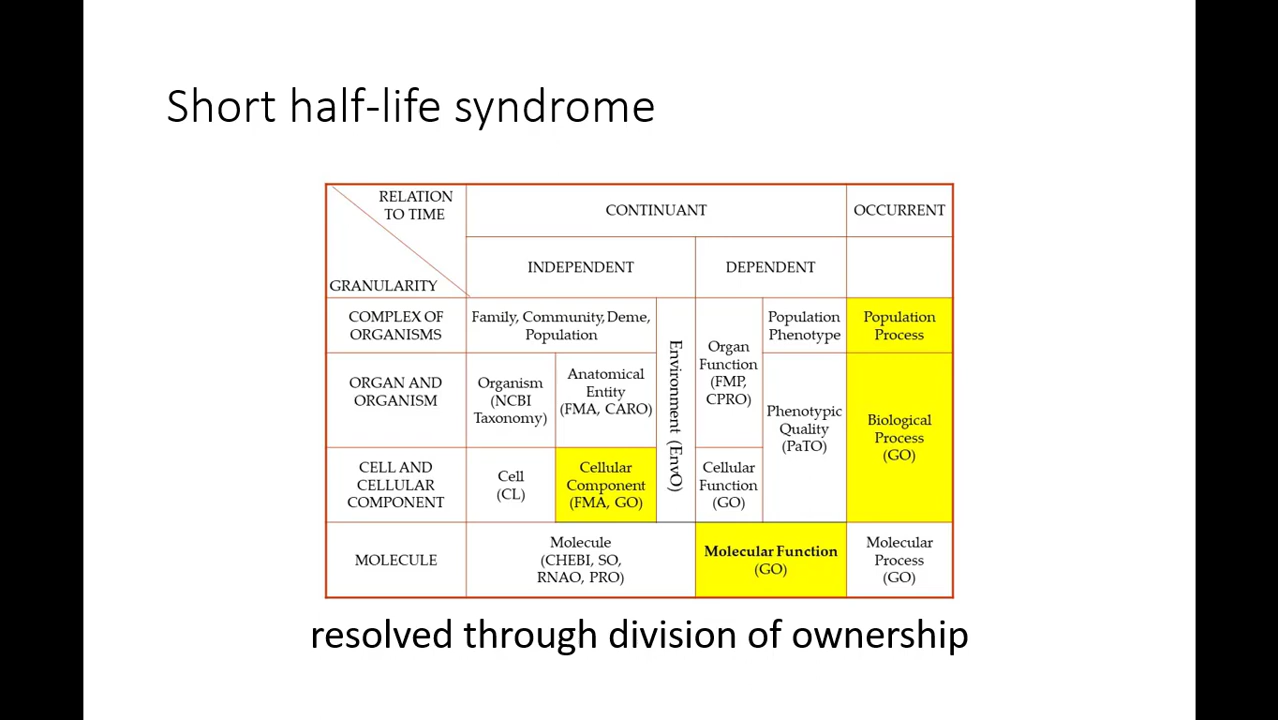 Short half-life syndrome
RELATION
TO TIME
GRANULARITY
CONTINUANT
OCCURRENT
INDEPENDENT
DEPENDENT
COMPLEX OF
ORGANISMS
Family, Community, Deme,
Population
Environment (EnvO)
Organ
Function
(FMP,
CPRO)
Population
Phenotype
Population
Process
ORGAN AND
ORGANISM
Organism
(NCBI
Taxonomy)
Anatomical
Entity
(FMA, CARO)
Phenotypic
Quality
(PaTO)
Biological
Process
(GO)
CELL AND
CELLULAR
COMPONENT
Cell
(CL)
Cellular
Component
(FMA, GO)
Cellular
Function
(GO)
MOLECULE
Molecule
(CHEBI, SO,
RNAO, PRO)
Molecular Function
(GO)
Molecular
Process
(GO)
resolved through division of ownership